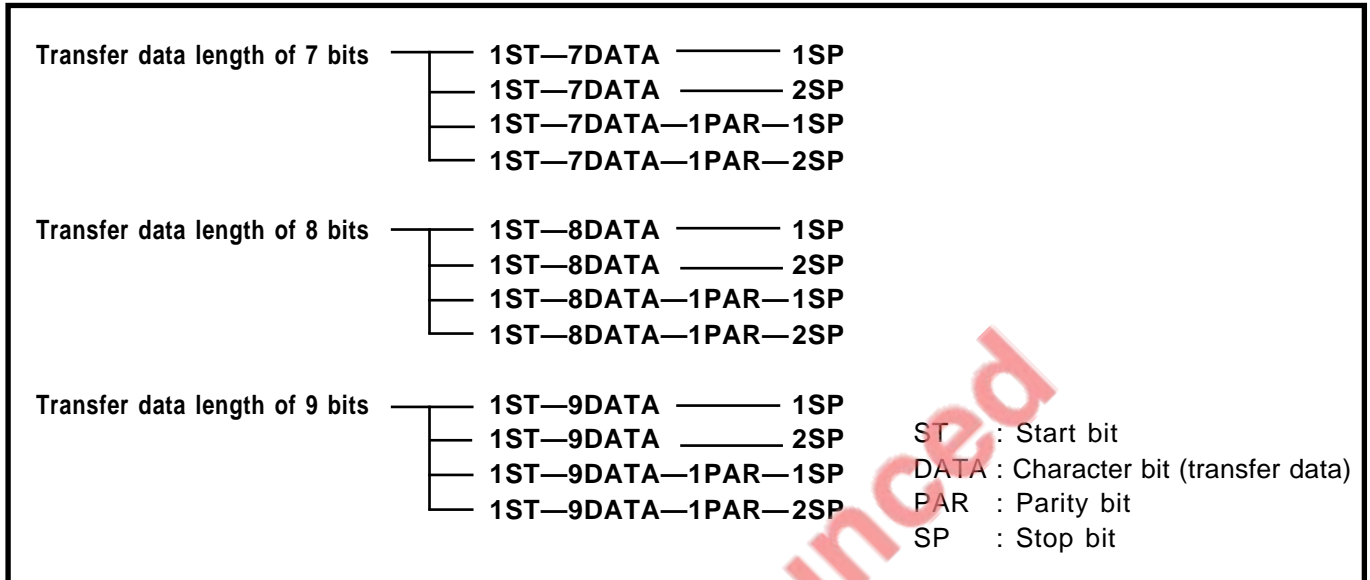 Transfer data length of 7 bits
1ST—7DATA 1SP
1ST—7DATA 2SP
1ST—7DATA—1PAR—1SP
1ST—7DATA—1PAR—2SP
Transfer data length of 8 bits
1ST—8DATA 1SP
1ST—8DATA 2SP
1ST—8DATA—1PAR—1SP
1ST—8DATA—1PAR—2SP
Transfer data length of 9 bits
1ST—9DATA 1SP
1ST—9DATA 2SP
1ST—9DATA—1PAR—1SP
1ST—9DATA—1PAR—2SP
ST : Start bit
DATA : Character bit (transfer data)
PAR : Parity bit
SP : Stop bit